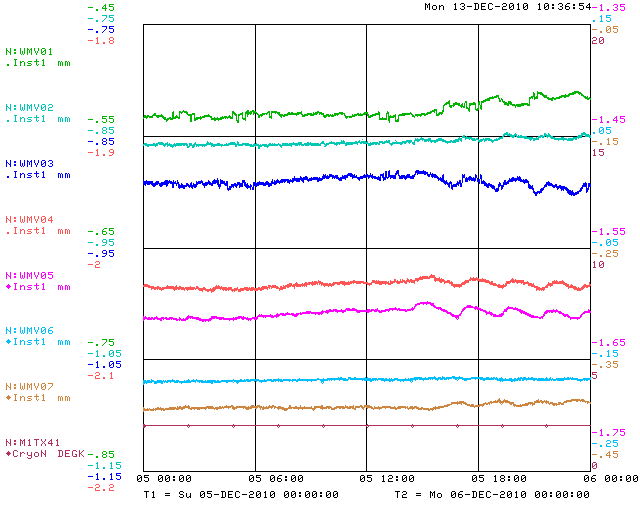 -.45 Mon 13-DEC-2010 10:36:54 -1.35
-.75 .15
-.75 -.05
-1.8 20
N:WMV01
.Inst1 mm
N:WMV02
.Inst1 mm -.55 -1.45
-.85 .05
-.85 -.15
-1.9 15
N:WMV03
.Inst1 mm
N:WMV04
.Inst1 mm -.65 -1.55
-.95 -.05
-.95 -.25
-2 10
N:WMV05
♦Inst1 mm
N:WMV06
♦Inst1 mm -.75 -1.65
-1.05 -.15
-1.05 -.35
-2.1 5
N:WMV07
♦Inst1 mm
-1.75
N:M1TX41 -.25
♦CryoN DEGK -.85 -.45
-1.15 0
-1.15 05 00:00 05 06:00 05 12:00 05 18:00 06 00:00
-2.2
T1 = Su 05-DEC-2010 00:00:00 T2 = Mo 06-DEC-2010 00:00:00